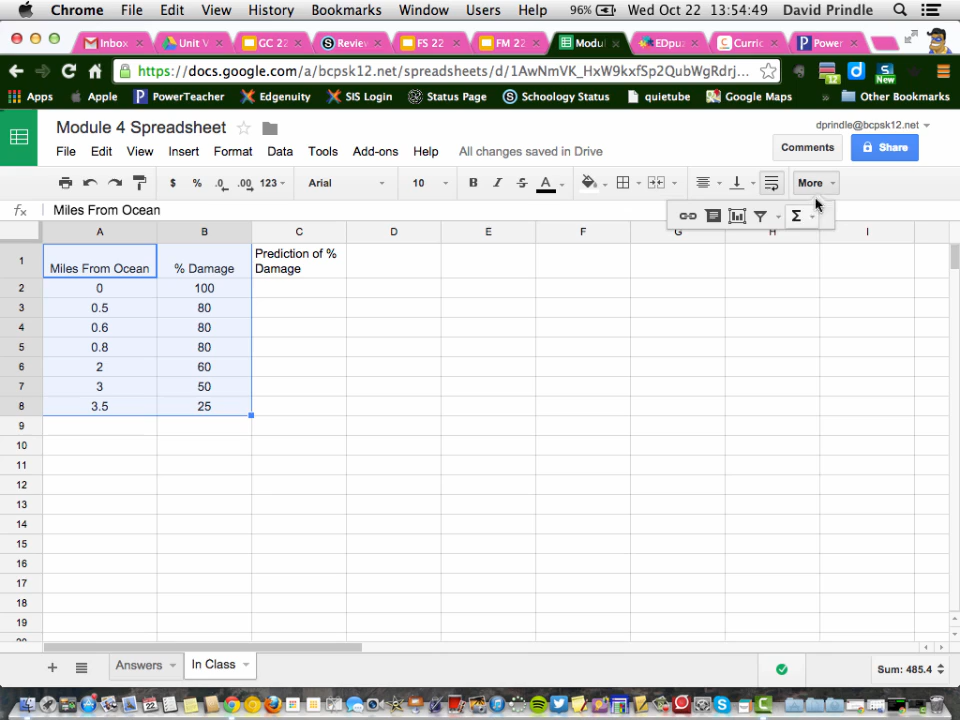 Chrome File Edit View History Bookmarks Window Users Help 96% Wed Oct 22 13:54:49 David Prindle
Inbox Unit V GC 22 Review FS 22 FM 22 Modu EDpu Curric Power
https://docs.google.com/a/bcpsk12.net/spreadsheets/d/1AwNmVK_HxW9kxfSp2QubWgRdrj... 12 New
Apps Apple PowerTeacher Edgenuity SIS Login Status Page Schoology Status quietube Google Maps » Other Bookmarks
Module 4 Spreadsheet dprindle@bcpsk12.net
File Edit View Insert Format Data Tools Add-ons Help All changes saved in Drive Comments Share
$ % .0 .00 123 Arial 10 B I S A More
Σ
fx Miles From Ocean
A B C D E F G H I
1 Miles From Ocean % Damage Prediction of %
Damage
2 0 100
3 0.5 80
4 0.6 80
5 0.8 80
6 2 60
7 3 50
8 3.5 25
9
10
11
12
13
14
15
16
17
18
19
+ Answers In Class Sum: 485.4